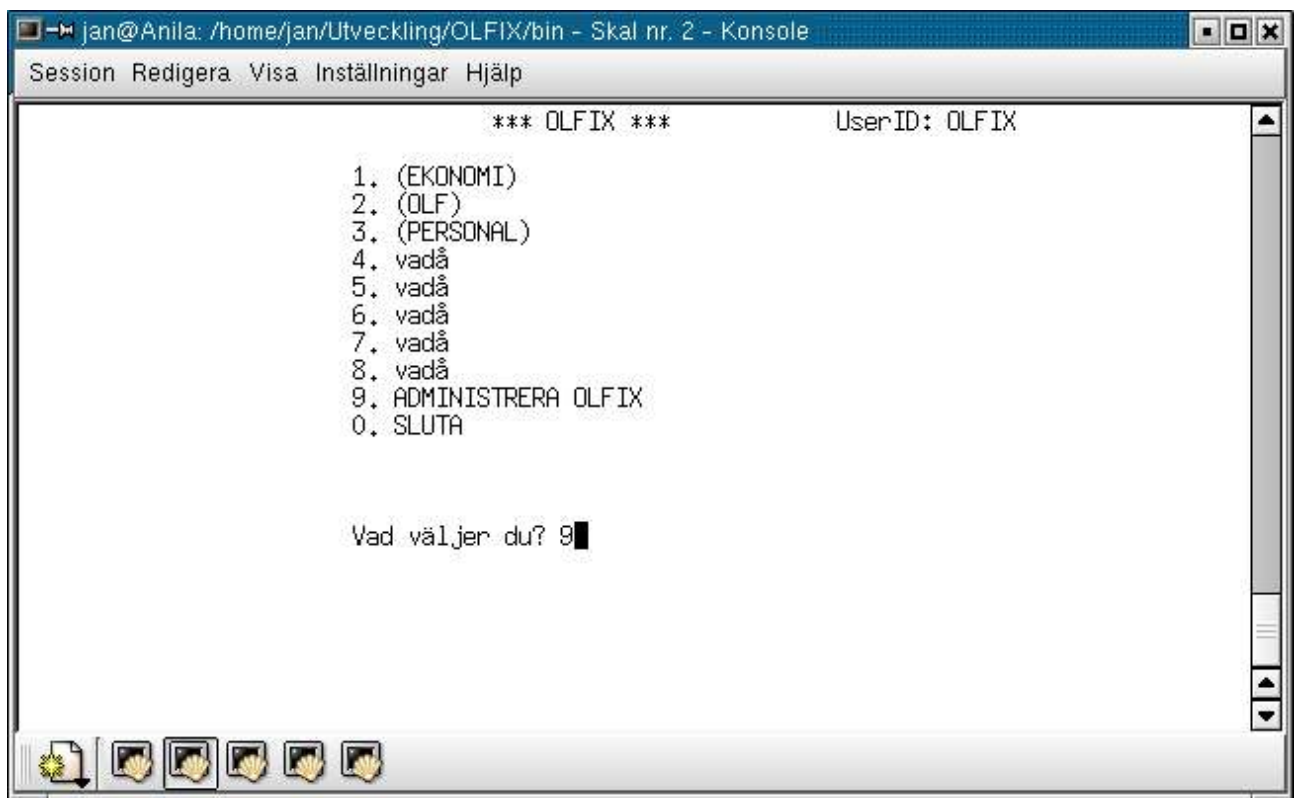 jan@Anila: /home/jan/Utveckling/OLFIX/bin - Skal nr. 2 - Konsole
Session Redigera Visa Inställningar Hjälp
*** OLFIX *** UserID: OLFIX
1. (EKONOMI)
2. (OLF)
3. (PERSONAL)
4. vadå
5. vadå
6. vadå
7. vadå
8. vadå
9. ADMINISTRERA OLFIX
0. SLUTA
Vad väljer du? 9